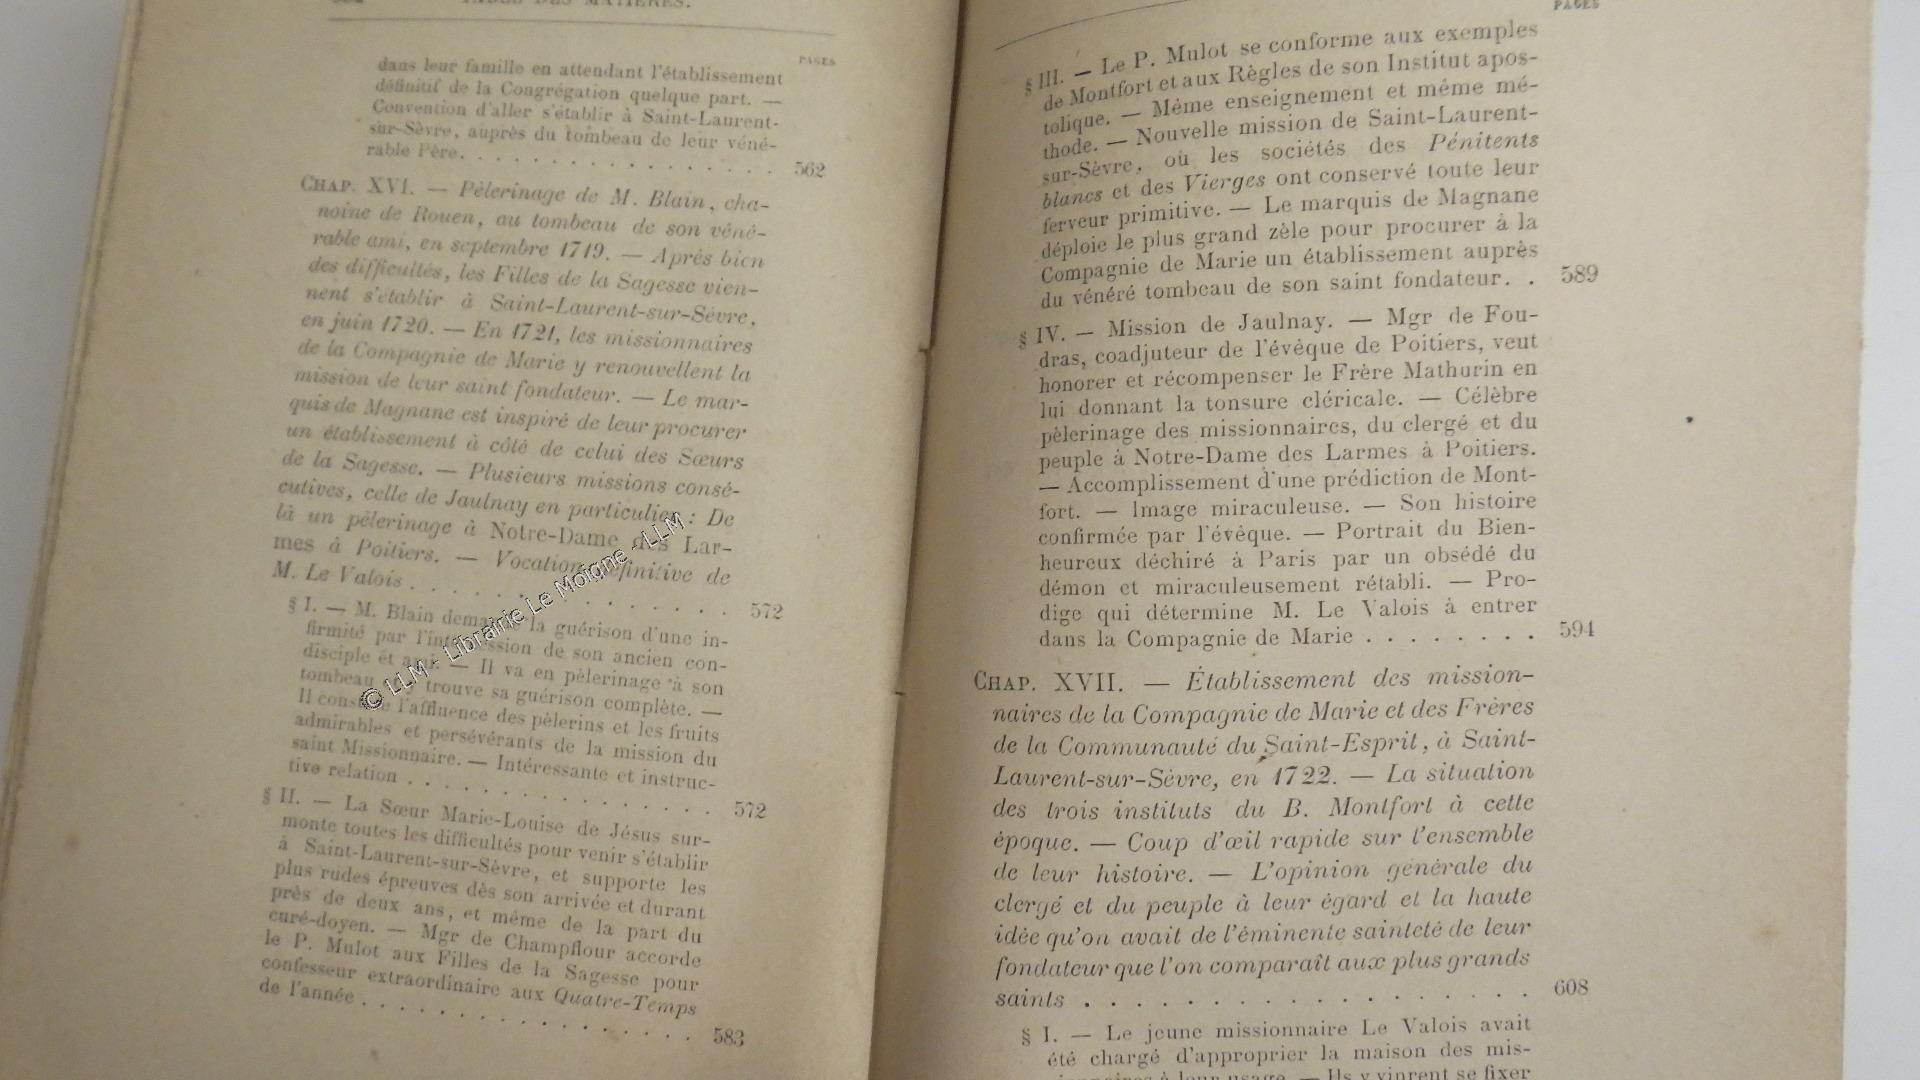 TABLE DES MATIÈRES.
PAGES
dans leur famille en attendant l'établissement
définitif de la Congrégation quelque part. —
Convention d'aller s'établir à Saint-Laurent-
sur-Sèvre, auprès du tombeau de leur véné-
rable Père. . . . . . . . . . . . . . . . . 562
CHAP. XVI. — Pèlerinage de M. Blain, cha-
noine de Rouen, au tombeau de son véné-
rable ami, en septembre 1719. — Après bien
des difficultés, les Filles de la Sagesse vien-
nent s'établir à Saint-Laurent-sur-Sèvre,
en juin 1720. — En 1721, les missionnaires
de la Compagnie de Marie y renouvellent la
mission de leur saint fondateur. — Le mar-
quis de Magnane est inspiré de leur procurer
un établissement à côté de celui des Sœurs
de la Sagesse. — Plusieurs missions consé-
cutives, celle de Jaulnay en particulier : De
là un pèlerinage à Notre-Dame des Lar-
mes à Poitiers. — Vocation définitive de
M. Le Valois . . . . . . . . . . . . . . . . 572
§ I. — M. Blain demande la guérison d'une in-
firmité par l'intercession de son ancien con-
disciple et ami. — Il va en pèlerinage à son
tombeau trouve sa guérison complète. —
Il constate l'affluence des pèlerins et les fruits
admirables et persévérants de la mission du
saint Missionnaire. — Intéressante et instruc-
tive relation . . . . . . . . . . . . . . . . 572
§ II. — La Sœur Marie-Louise de Jésus sur-
monte toutes les difficultés pour venir s'établir
à Saint-Laurent-sur-Sèvre, et supporte les
plus rudes épreuves dès son arrivée et durant
près de deux ans, et même de la part du
curé-doyen. — Mgr de Champflour accorde
le P. Mulot aux Filles de la Sagesse pour
confesseur extraordinaire aux Quatre-Temps
de l'année . . . . . . . . . . . . . . . . . 583
© LLM - Librairie Le Moigne - LLM
PAGES
§ III. — Le P. Mulot se conforme aux exemples
de Montfort et aux Règles de son Institut apos-
tolique. — Même enseignement et même mé-
thode. — Nouvelle mission de Saint-Laurent-
sur-Sèvre, où les sociétés des Pénitents
blancs et des Vierges ont conservé toute leur
ferveur primitive. — Le marquis de Magnane
déploie le plus grand zèle pour procurer à la
Compagnie de Marie un établissement auprès
du vénéré tombeau de son saint fondateur. . 589
§ IV. — Mission de Jaulnay. — Mgr de Fou-
dras, coadjuteur de l'évêque de Poitiers, veut
honorer et récompenser le Frère Mathurin en
lui donnant la tonsure cléricale. — Célèbre
pèlerinage des missionnaires, du clergé et du
peuple à Notre-Dame des Larmes à Poitiers.
— Accomplissement d'une prédiction de Mont-
fort. — Image miraculeuse. — Son histoire
confirmée par l'évêque. — Portrait du Bien-
heureux déchiré à Paris par un obsédé du
démon et miraculeusement rétabli. — Pro-
dige qui détermine M. Le Valois à entrer
dans la Compagnie de Marie . . . . . . . . 594
CHAP. XVII. — Établissement des mission-
naires de la Compagnie de Marie et des Frères
de la Communauté du Saint-Esprit, à Saint-
Laurent-sur-Sèvre, en 1722. — La situation
des trois instituts du B. Montfort à cette
époque. — Coup d'œil rapide sur l'ensemble
de leur histoire. — L'opinion générale du
clergé et du peuple à leur égard et la haute
idée qu'on avait de l'éminente sainteté de leur
fondateur que l'on comparaît aux plus grands
saints . . . . . . . . . . . . . . . . . . 608
§ I. — Le jeune missionnaire Le Valois avait
été chargé d'approprier la maison des mis-
sionnaires à leur usage. — Ils y vinrent se fixer